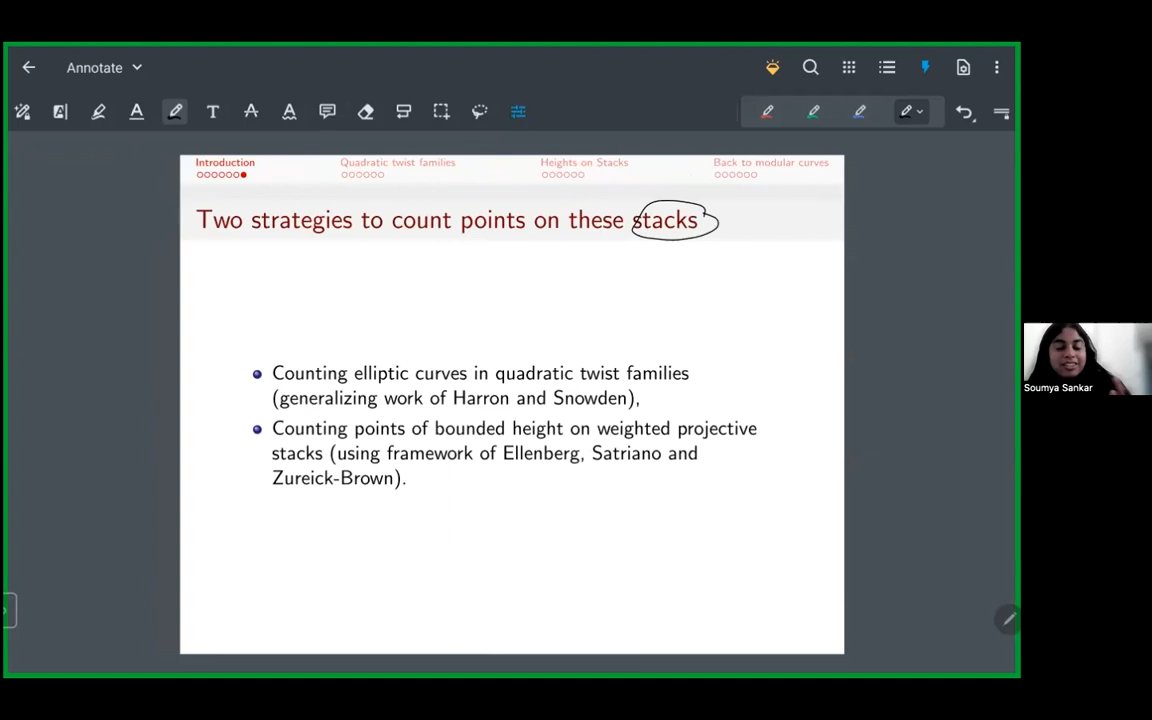 Annotate
Introduction Quadratic twist families Heights on Stacks Back to modular curves
Two strategies to count points on these stacks
Counting elliptic curves in quadratic twist families
(generalizing work of Harron and Snowden),
Counting points of bounded height on weighted projective
stacks (using framework of Ellenberg, Satriano and
Zureick-Brown).
Soumya Sankar